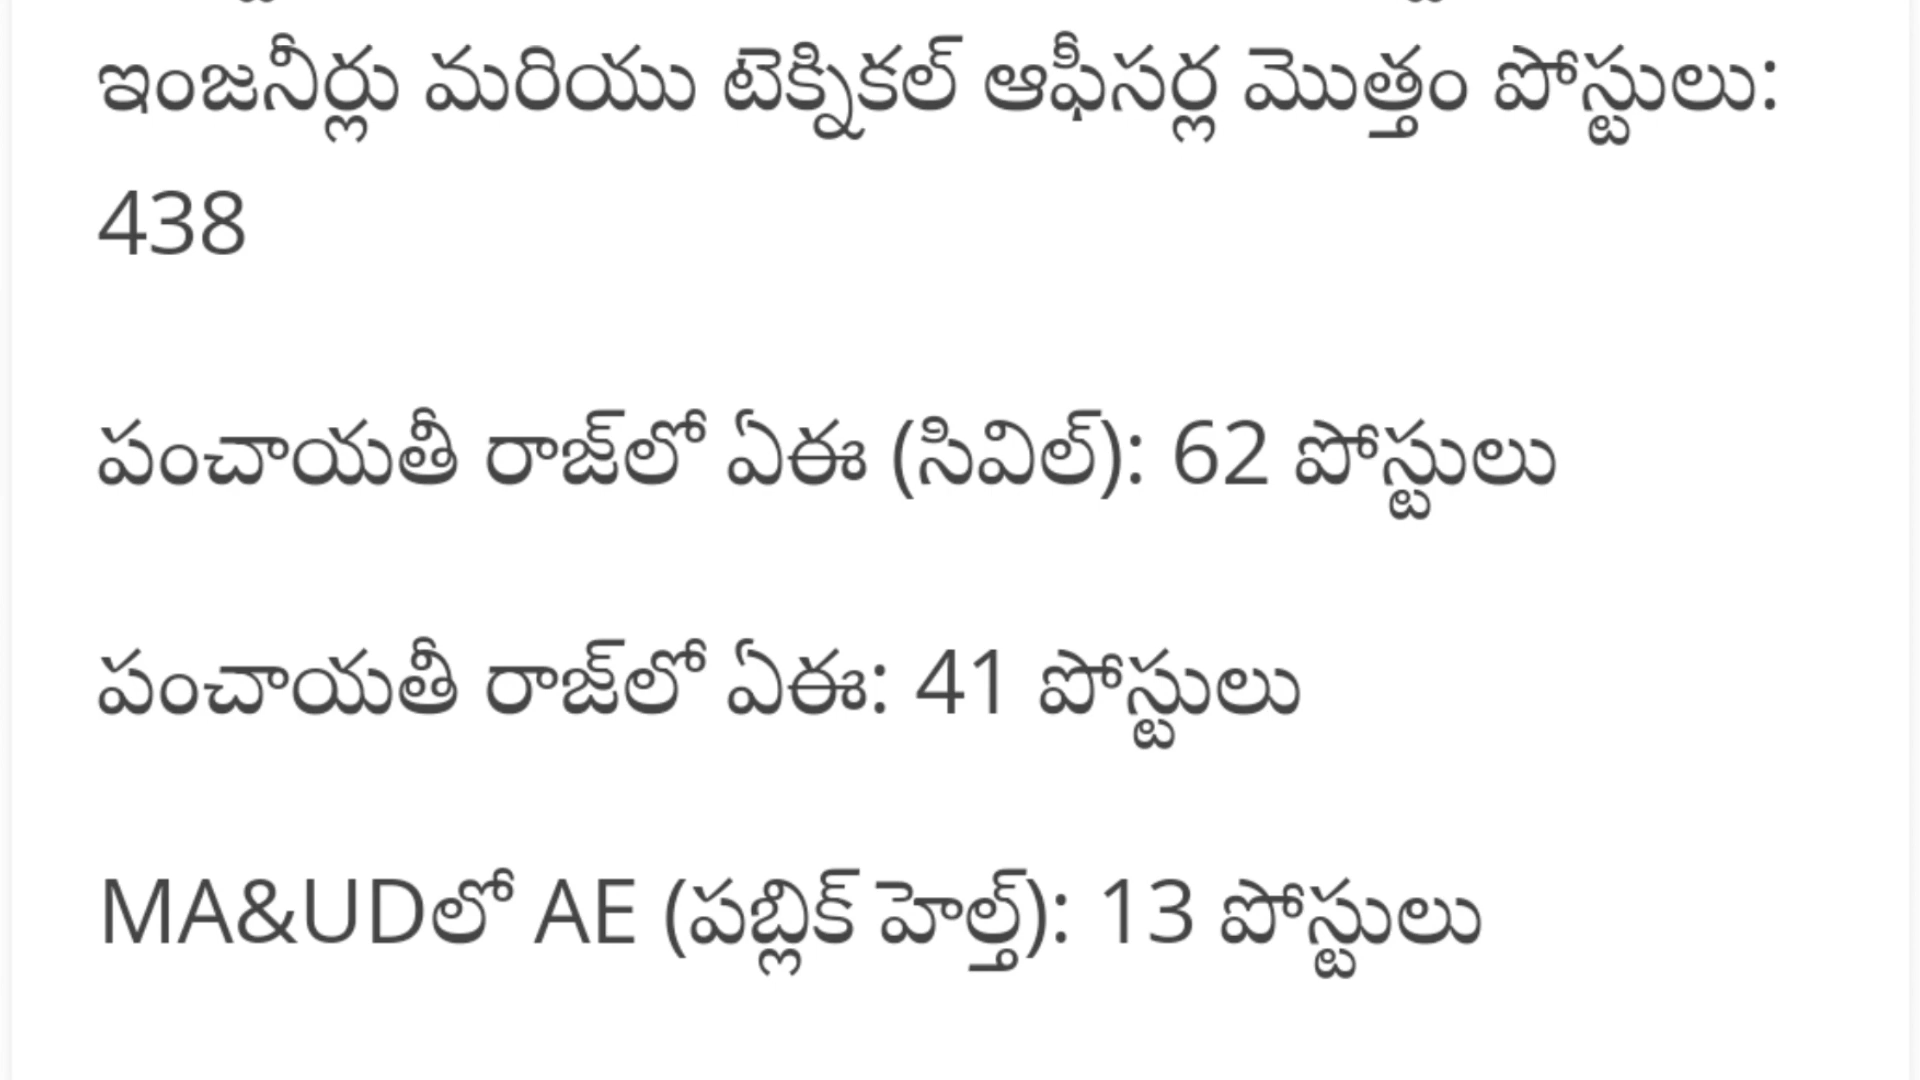 ఇంజనీర్లు మరియు టెక్నికల్ ఆఫీసర్ల మొత్తం పోస్టులు:
438
పంచాయతీ రాజ్‌లో ఏఈ (సివిల్): 62 పోస్టులు
పంచాయతీ రాజ్‌లో ఏఈ: 41 పోస్టులు
MA&UDలో AE (పబ్లిక్ హెల్త్): 13 పోస్టులు